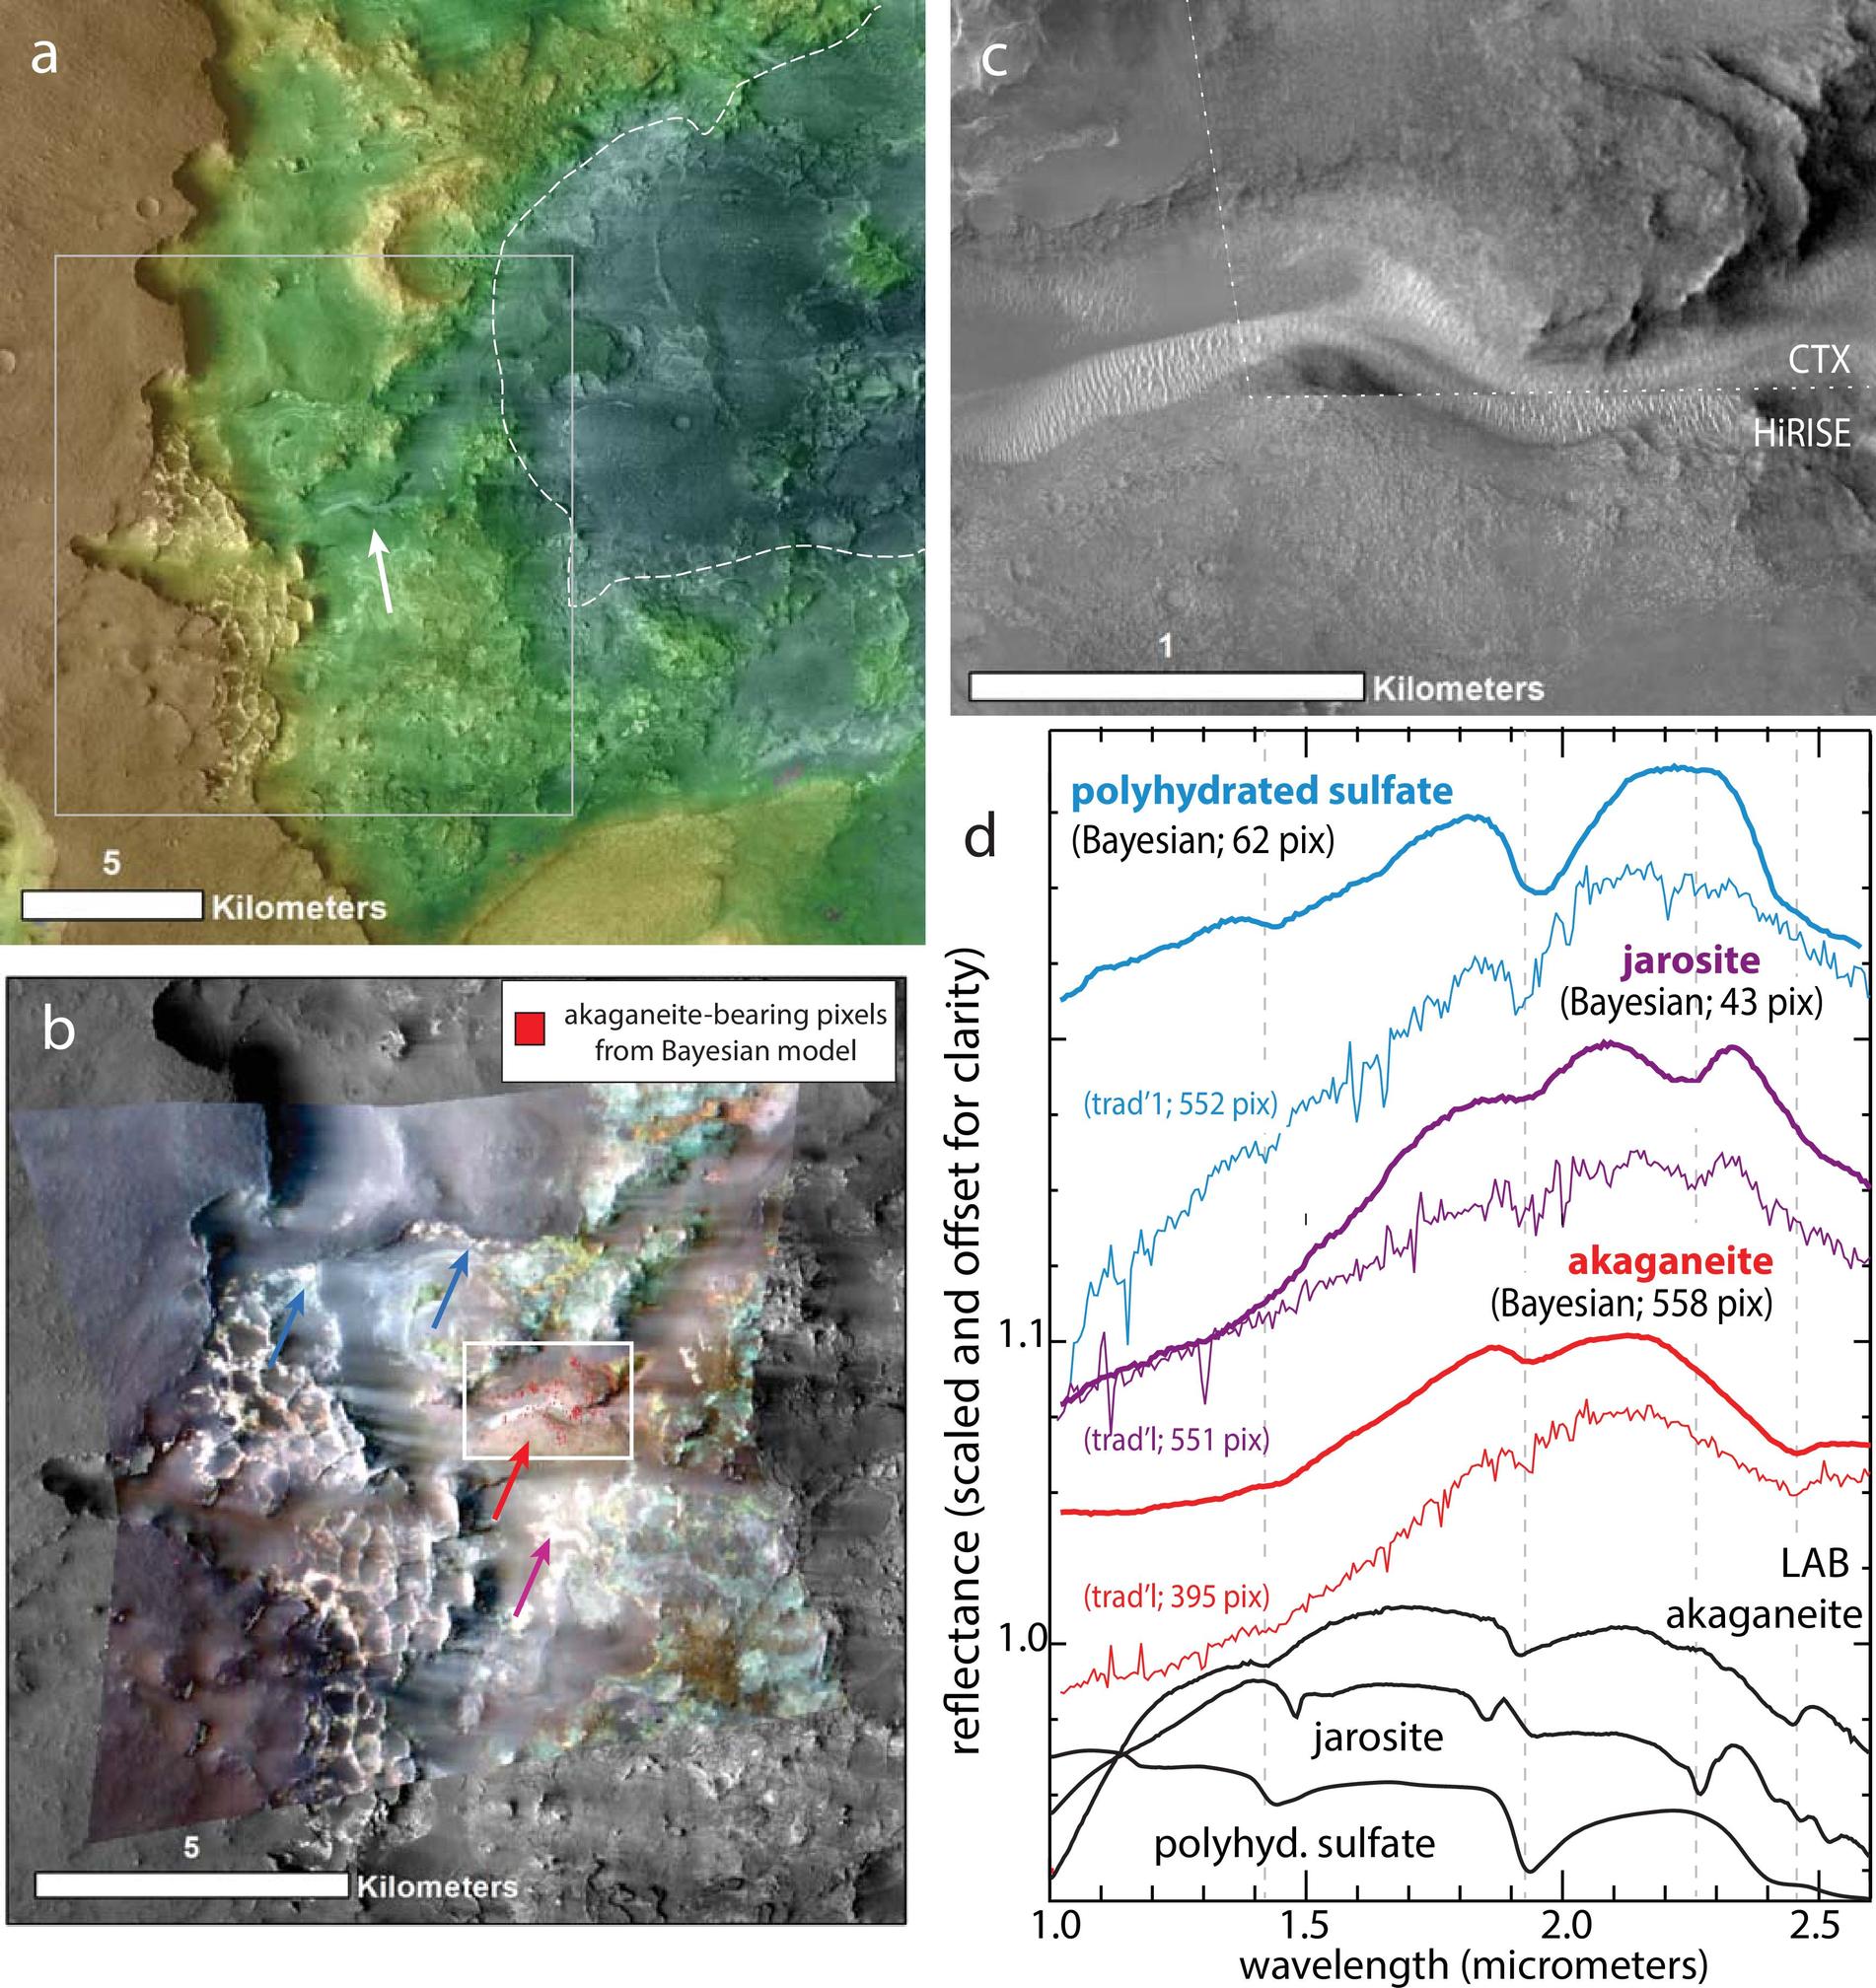 a
5
Kilometers
c
CTX
HiRISE
1
Kilometers
b
akaganeite-bearing pixels
from Bayesian model
5
Kilometers
d
polyhydrated sulfate
(Bayesian; 62 pix)
jarosite
(Bayesian; 43 pix)
(trad'1; 552 pix)
akaganeite
(Bayesian; 558 pix)
1.1
(trad'l; 551 pix)
LAB
(trad'l; 395 pix)
akaganeite
1.0
jarosite
polyhyd. sulfate
reflectance (scaled and offset for clarity)
1.0
1.5
2.0
2.5
wavelength (micrometers)